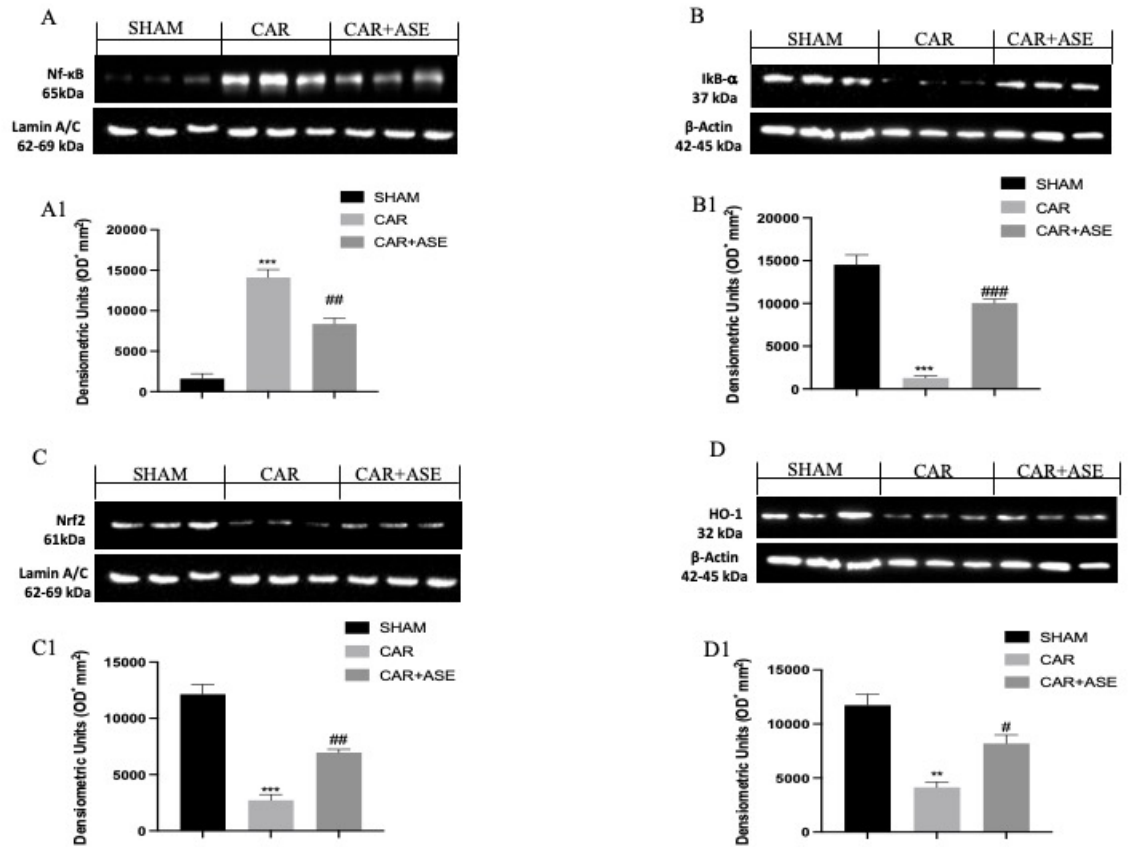 A
SHAM CAR CAR+ASE
Nf-κB
65kDa
Lamin A/C
62-69 kDa
A1
SHAM
CAR
CAR+ASE
Densiometric Units (OD* mm²)
20000
15000
10000
5000
0
***
##
B
SHAM CAR CAR+ASE
IkB-α
37 kDa
β-Actin
42-45 kDa
B1
SHAM
CAR
CAR+ASE
Densiometric Units (OD* mm²)
20000
15000
10000
5000
0
***
###
C
SHAM CAR CAR+ASE
Nrf2
61kDa
Lamin A/C
62-69 kDa
C1
SHAM
CAR
CAR+ASE
Densiometric Units (OD* mm²)
15000
10000
5000
0
***
##
D
SHAM CAR CAR+ASE
HO-1
32 kDa
β-Actin
42-45 kDa
D1
SHAM
CAR
CAR+ASE
Densiometric Units (OD* mm²)
15000
10000
5000
0
**
#